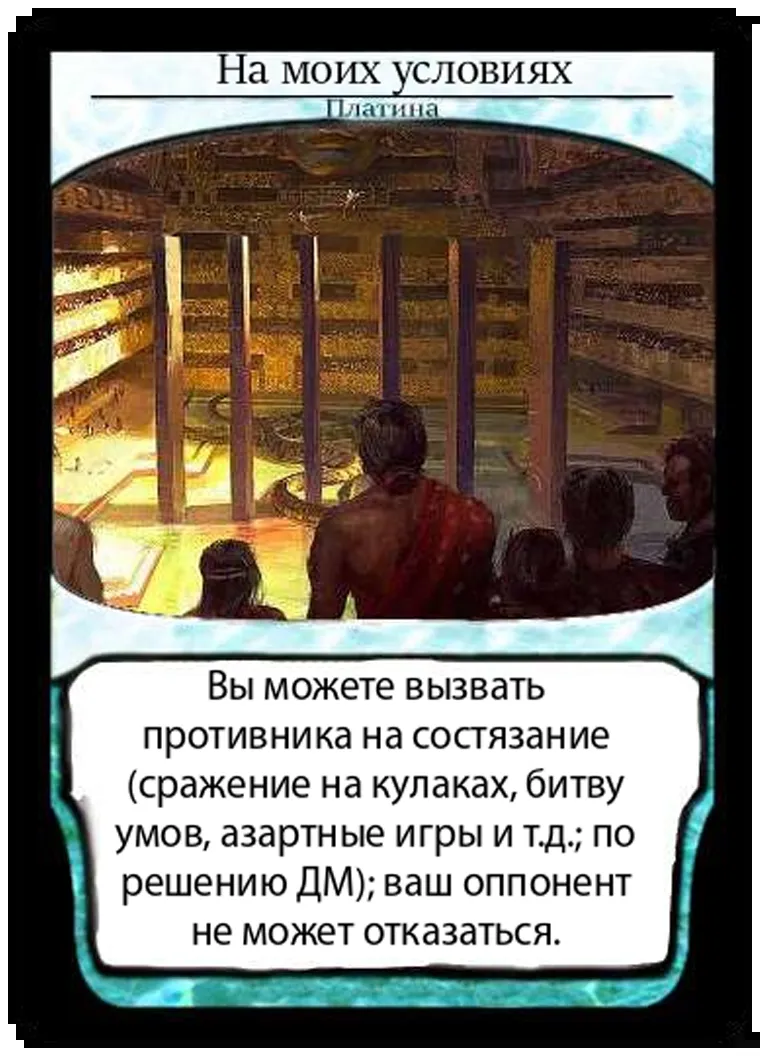 На моих условиях
Платина
Вы можете вызвать
противника на состязание
(сражение на кулаках, битву
умов, азартные игры и т.д.; по
решению ДМ); ваш оппонент
не может отказаться.